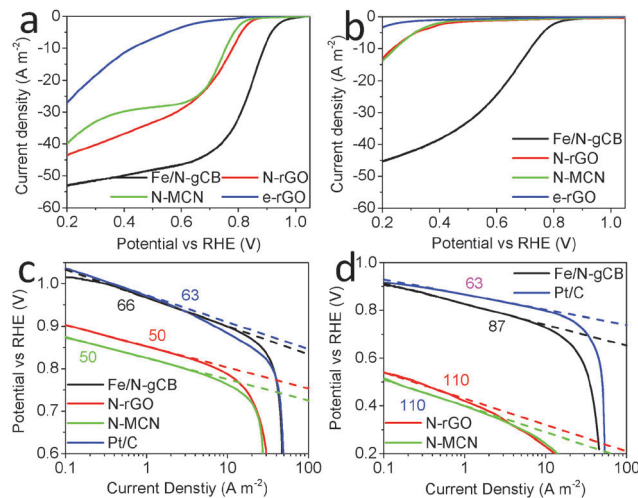 a
Current density (A m⁻²)
0
-10
-20
-30
-40
-50
-60
Fe/N-gCB N-rGO
N-MCN e-rGO
0.2 0.4 0.6 0.8 1.0
Potential vs RHE (V)
b
Current density (A m⁻²)
0
-10
-20
-30
-40
-50
-60
Fe/N-gCB
N-rGO
N-MCN
e-rGO
0.2 0.4 0.6 0.8 1.0
Potential vs RHE (V)
c
Potential vs RHE (V)
1.1
1.0
0.9
0.8
0.7
0.6
63
66
50
50
Fe/N-gCB
N-rGO
N-MCN
Pt/C
0.1 1 10 100
Current Denstiy (A m⁻²)
d
Potential vs RHE (V)
1.0
0.8
0.6
0.4
0.2
Fe/N-gCB
Pt/C
63
87
110
110
N-rGO
N-MCN
0.1 1 10 100
Current Denstiy (A m⁻²)